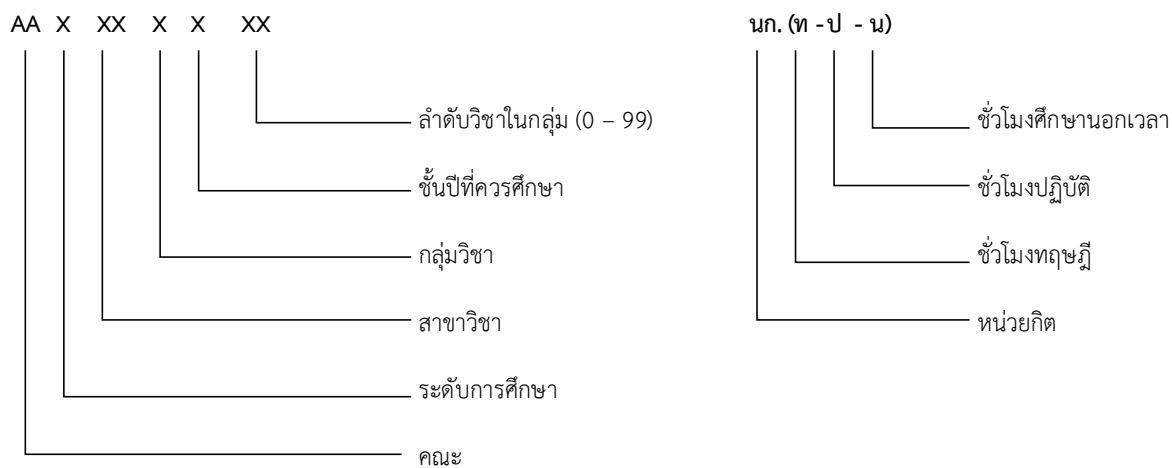 AA X XX X X XX นก. (ท - ป - น)
ลำดับวิชาในกลุ่ม (0 – 99) ชั่วโมงศึกษานอกเวลา
ชั้นปีที่ควรศึกษา ชั่วโมงปฏิบัติ
กลุ่มวิชา ชั่วโมงทฤษฎี
สาขาวิชา หน่วยกิต
ระดับการศึกษา
คณะ